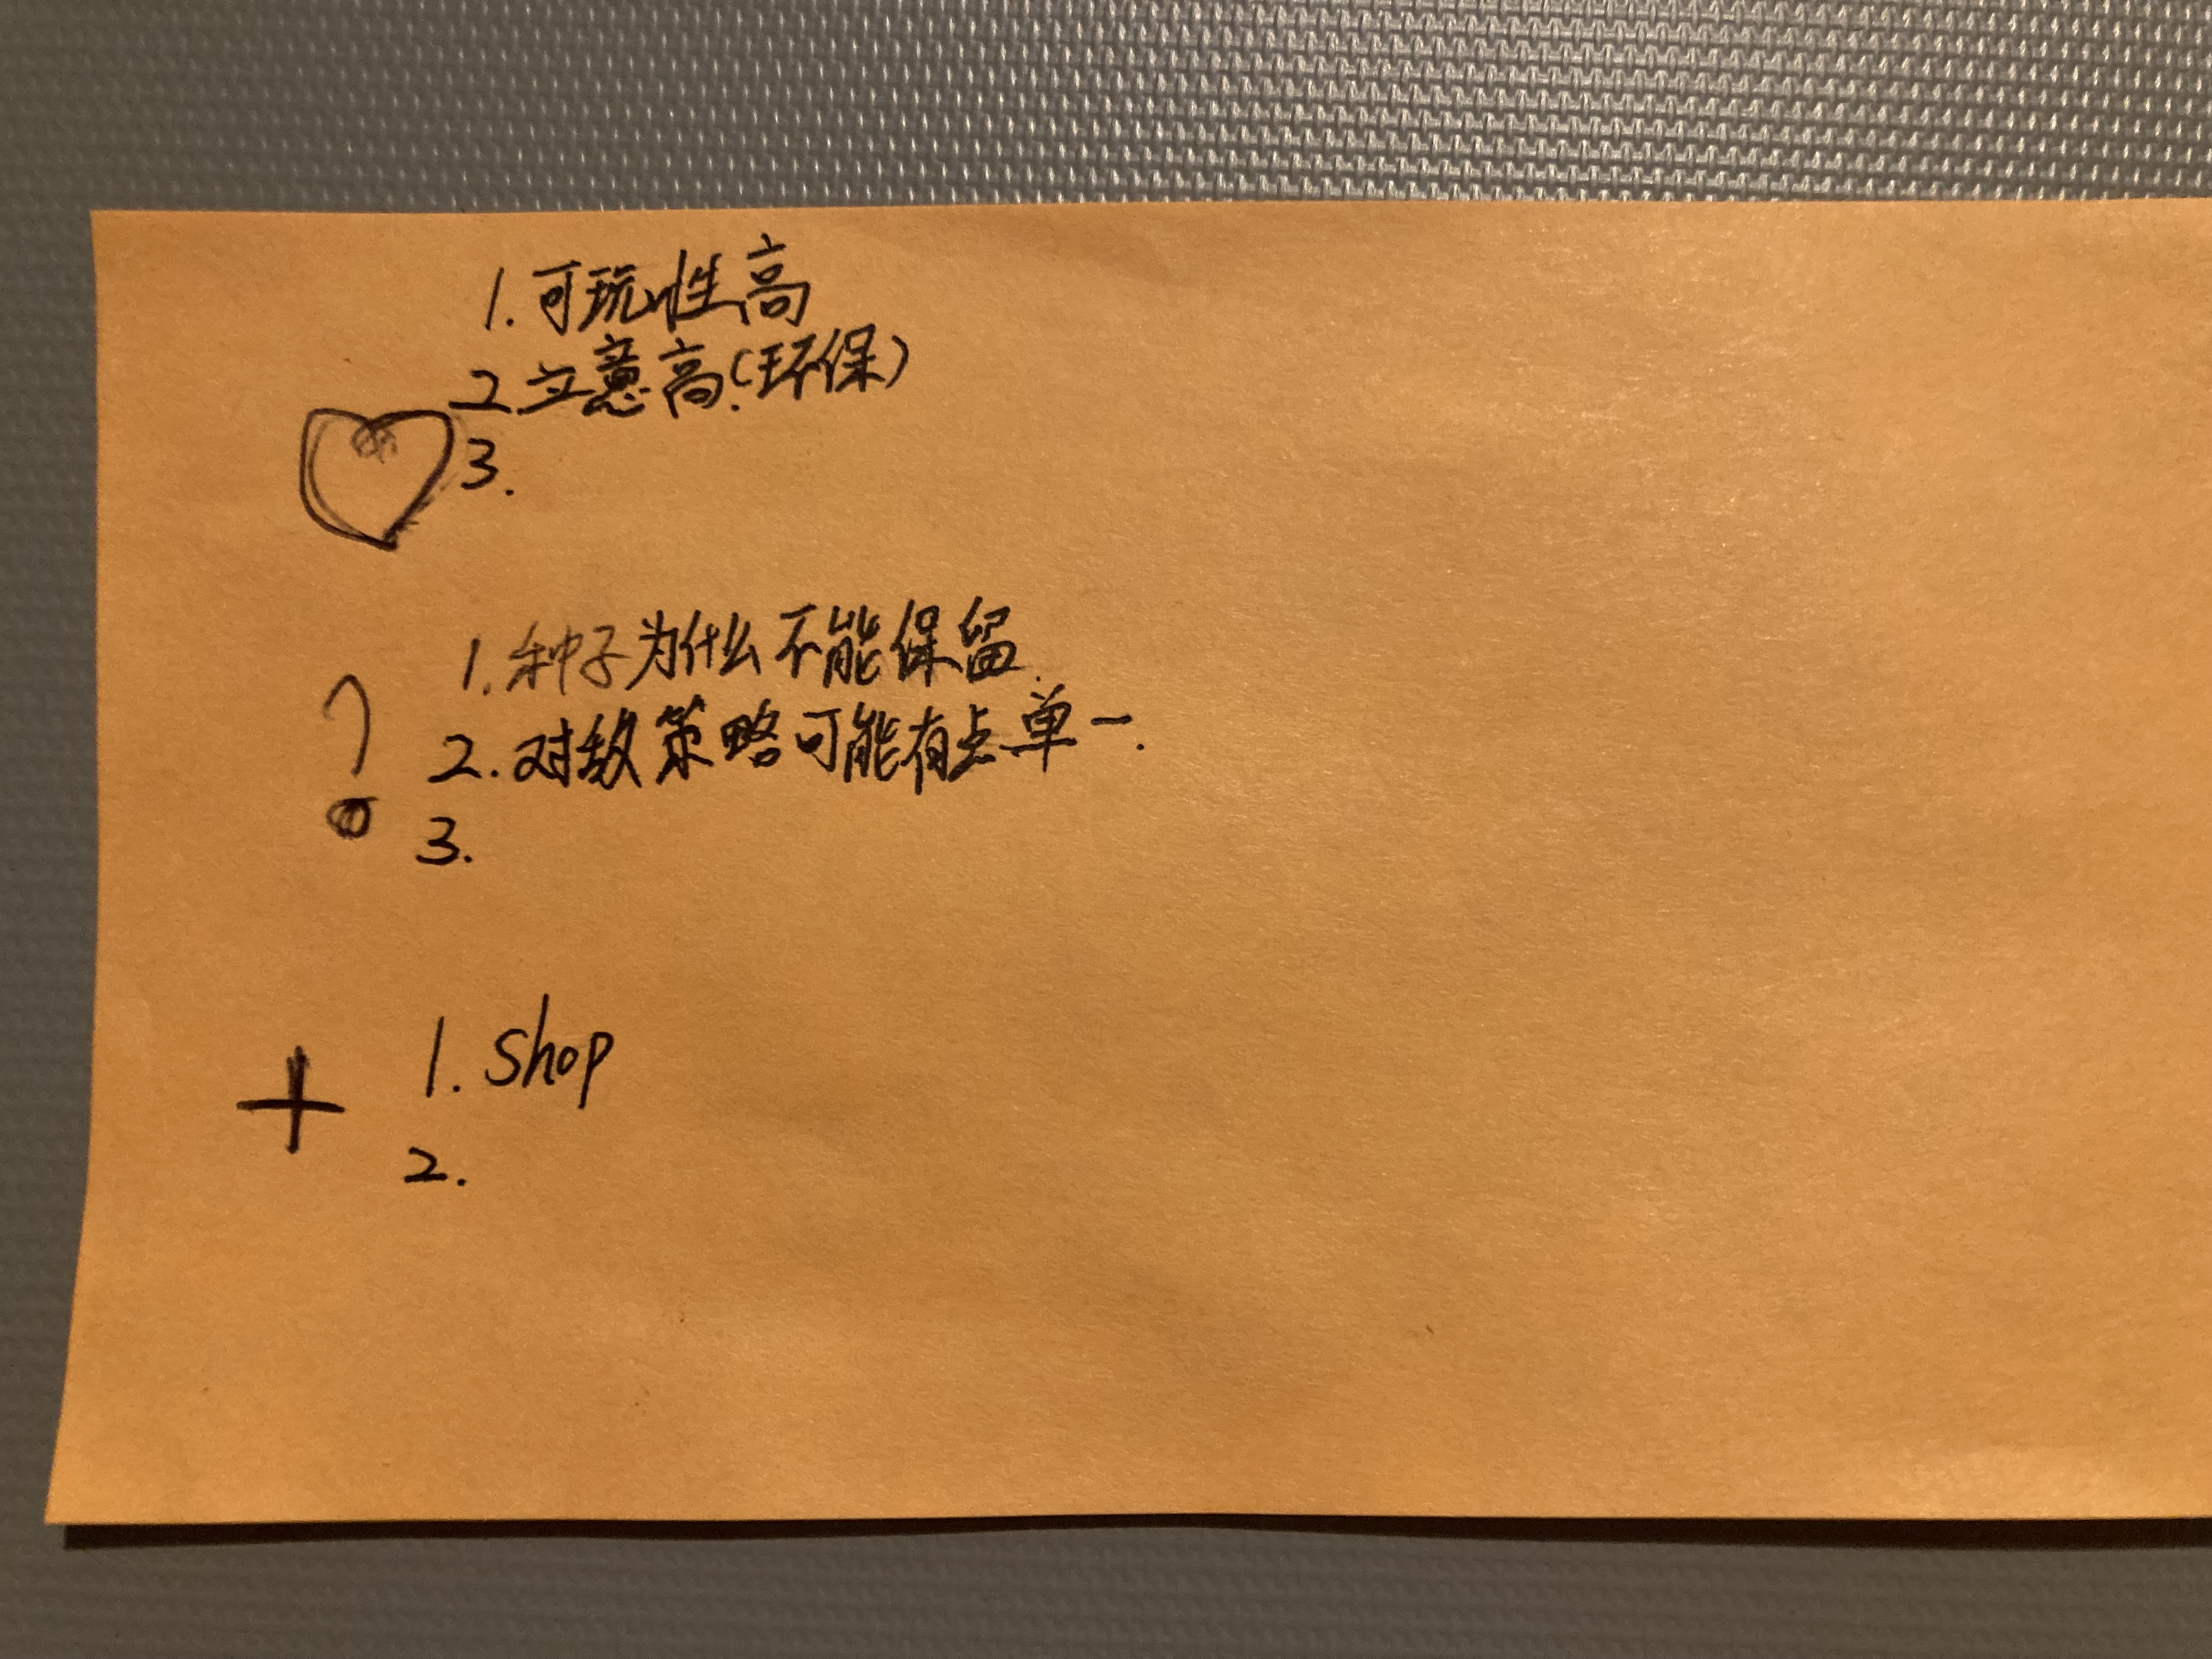 1. 可玩性高
2. 立意高.(环保)
3.
1. 种子为什么不能保留.
2. 对敌策略可能有点单一.
?
3.
1. Shop
+
2.